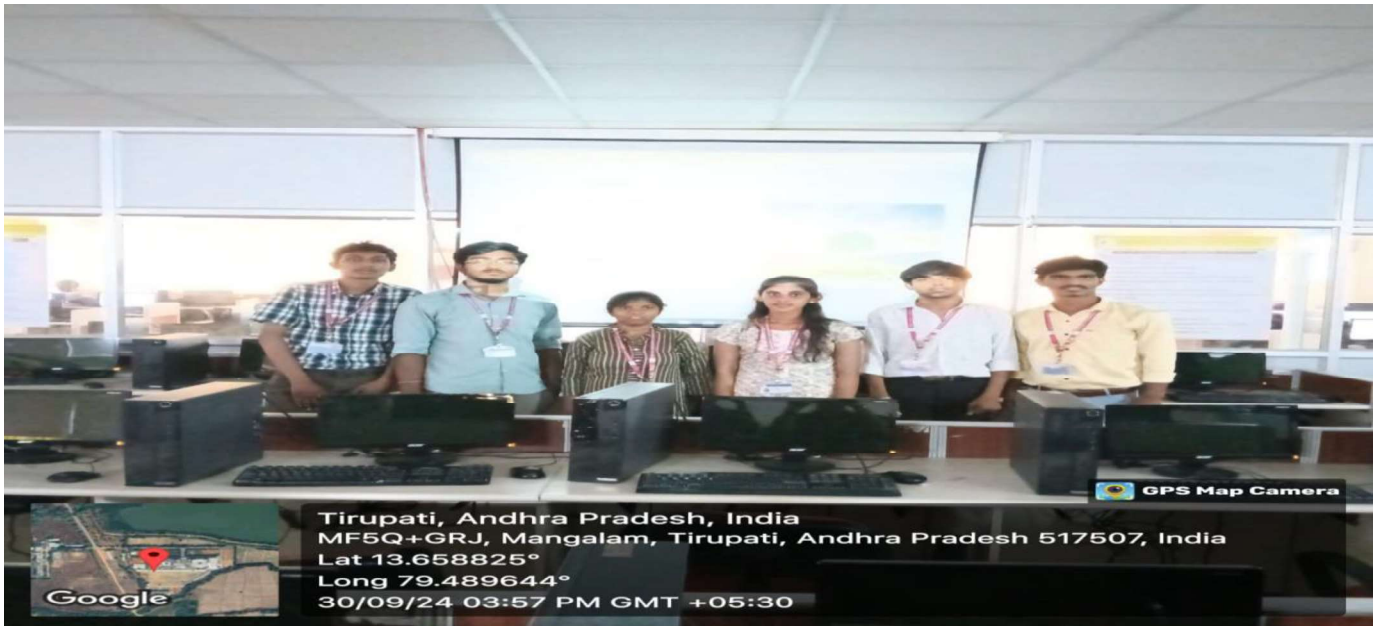 GPS Map Camera
Tirupati, Andhra Pradesh, India
MF5Q+GRJ, Mangalam, Tirupati, Andhra Pradesh 517507, India
Lat 13.658825°
Long 79.489644°
30/09/24 03:57 PM GMT +05:30
Google